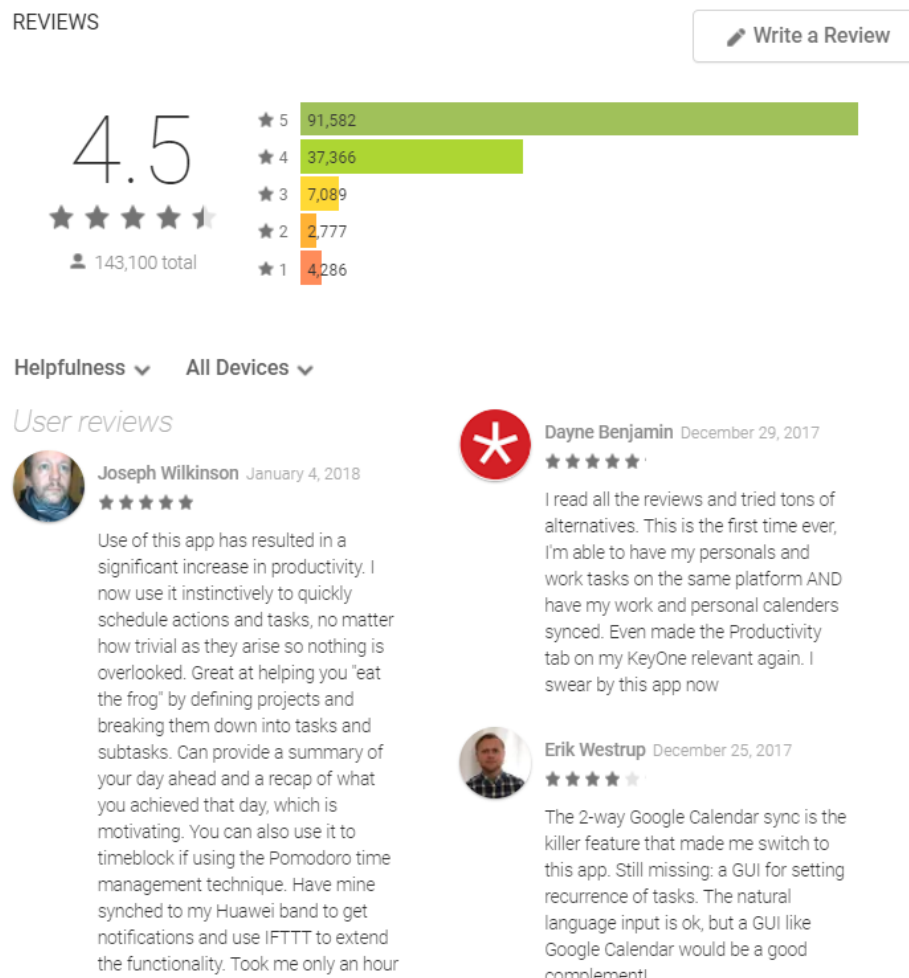 REVIEWS
Write a Review
4.5
143,100 total
5 91,582
4 37,366
3 7,089
2 2,777
1 4,286
Helpfulness All Devices
User reviews
Joseph Wilkinson January 4, 2018
Use of this app has resulted in a
significant increase in productivity. I
now use it instinctively to quickly
schedule actions and tasks, no matter
how trivial as they arise so nothing is
overlooked. Great at helping you "eat
the frog" by defining projects and
breaking them down into tasks and
subtasks. Can provide a summary of
your day ahead and a recap of what
you achieved that day, which is
motivating. You can also use it to
timeblock if using the Pomodoro time
management technique. Have mine
synched to my Huawei band to get
notifications and use IFTTT to extend
the functionality. Took me only an hour
Dayne Benjamin December 29, 2017
I read all the reviews and tried tons of
alternatives. This is the first time ever,
I'm able to have my personals and
work tasks on the same platform AND
have my work and personal calenders
synced. Even made the Productivity
tab on my KeyOne relevant again. I
swear by this app now
Erik Westrup December 25, 2017
The 2-way Google Calendar sync is the
killer feature that made me switch to
this app. Still missing: a GUI for setting
recurrence of tasks. The natural
language input is ok, but a GUI like
Google Calendar would be a good
complement!